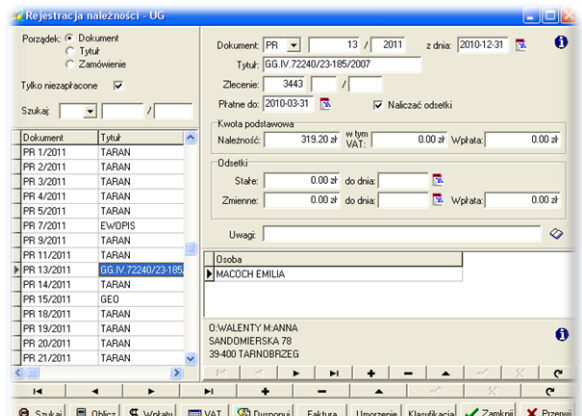 Rejestracja należności - UG
Porządek: Dokument
Tytuł
Zamówienie
Tylko niezapłacone
Szukaj: /
Dokument Tytuł
PR 1/2011 TARAN
PR 2/2011 TARAN
PR 3/2011 TARAN
PR 4/2011 TARAN
PR 5/2011 TARAN
PR 7/2011 EWOPIS
PR 9/2011 TARAN
PR 11/2011 TARAN
PR 13/2011 GG.IV.72240/23-185/
PR 14/2011 TARAN
PR 15/2011 GEO
PR 18/2011 TARAN
PR 19/2011 TARAN
PR 20/2011 TARAN
PR 21/2011 TARAN
Dokument: PR 13 / 2011 z dnia: 2010-12-31
Tytuł: GG.IV.72240/23-185/2007
Zlecenie: 3443 /
Płatne do: 2010-03-31 Naliczać odsetki
Kwota podstawowa
Należność: 319.20 zł w tym VAT: 0.00 zł Wpłata: 0.00 zł
Odsetki
Stałe: 0.00 zł do dnia:
Zmienne: 0.00 zł do dnia: Wpłata: 0.00 zł
Uwagi:
Osoba
MACOCH EMILIA
O:WALENTY M:ANNA
SANDOMIERSKA 78
39-400 TARNOBRZEG
Szukaj Oblicz Wpłaty VAT Dysponuj Faktura Umorzenie Klasyfikacja Zamknij Przerwij